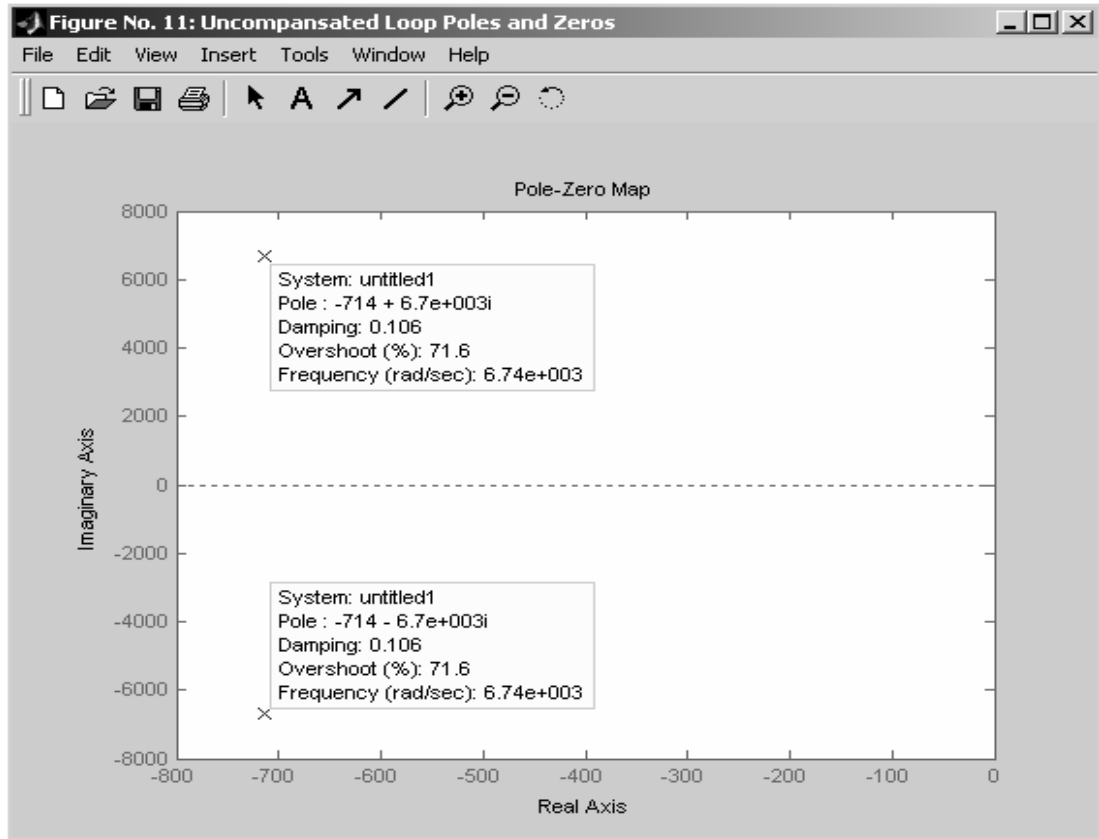 Figure No. 11: Uncompansated Loop Poles and Zeros
File Edit View Insert Tools Window Help
A
Pole-Zero Map
8000
6000
4000
2000
0
-2000
-4000
-6000
-8000
Imaginary Axis
System: untitled1
Pole : -714 + 6.7e+003i
Damping: 0.106
Overshoot (%): 71.6
Frequency (rad/sec): 6.74e+003
System: untitled1
Pole : -714 - 6.7e+003i
Damping: 0.106
Overshoot (%): 71.6
Frequency (rad/sec): 6.74e+003
-800 -700 -600 -500 -400 -300 -200 -100 0
Real Axis